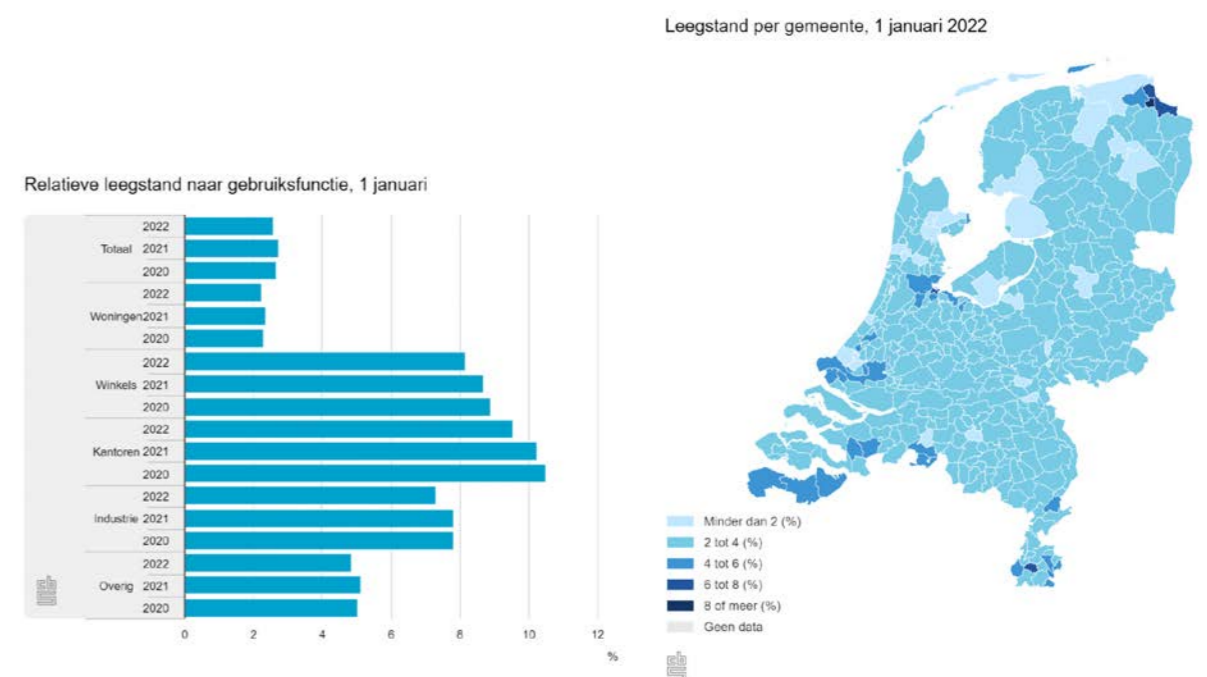 Leegstand per gemeente, 1 januari 2022
Relatieve leegstand naar gebruiksfunctie, 1 januari
2022
Totaal 2021
2020
2022
Woningen 2021
2020
2022
Winkels 2021
2020
2022
Kantoren 2021
2020
2022
Industrie 2021
2020
2022
Overig 2021
2020
0 2 4 6 8 10 12
%
Minder dan 2 (%)
2 tot 4 (%)
4 tot 6 (%)
6 tot 8 (%)
8 of meer (%)
Geen data